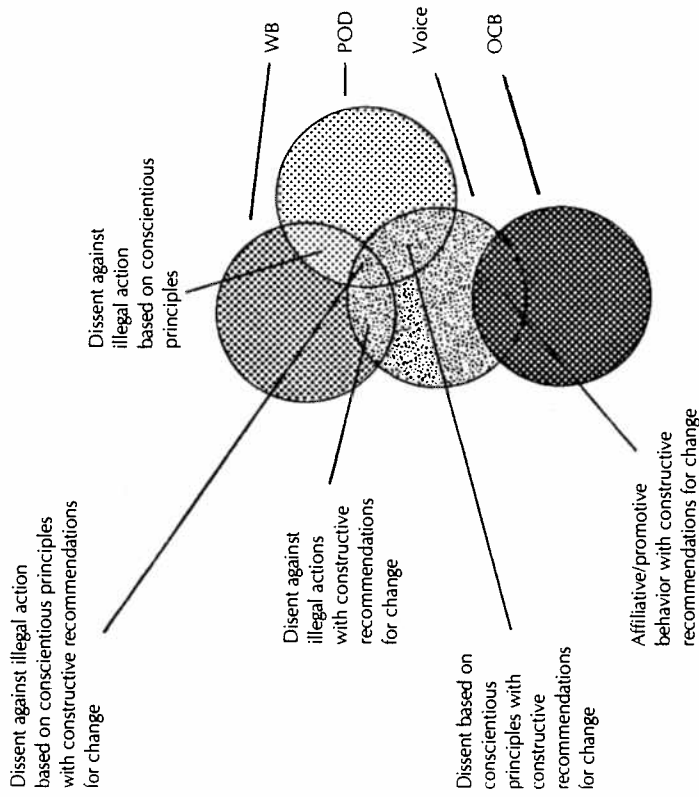 Dissent against illegal action
based on conscientious principles
with constructive recommendations
for change
Dissent against
illegal action
based on conscientious
principles
WB
POD
Voice
OCB
Disent against
illegal actions
with constructive
recommendations
for change
Dissent based on
conscientious
principles with
constructive
recommendations
for change
Affiliative/promotive
behavior with constructive
recommendations for change